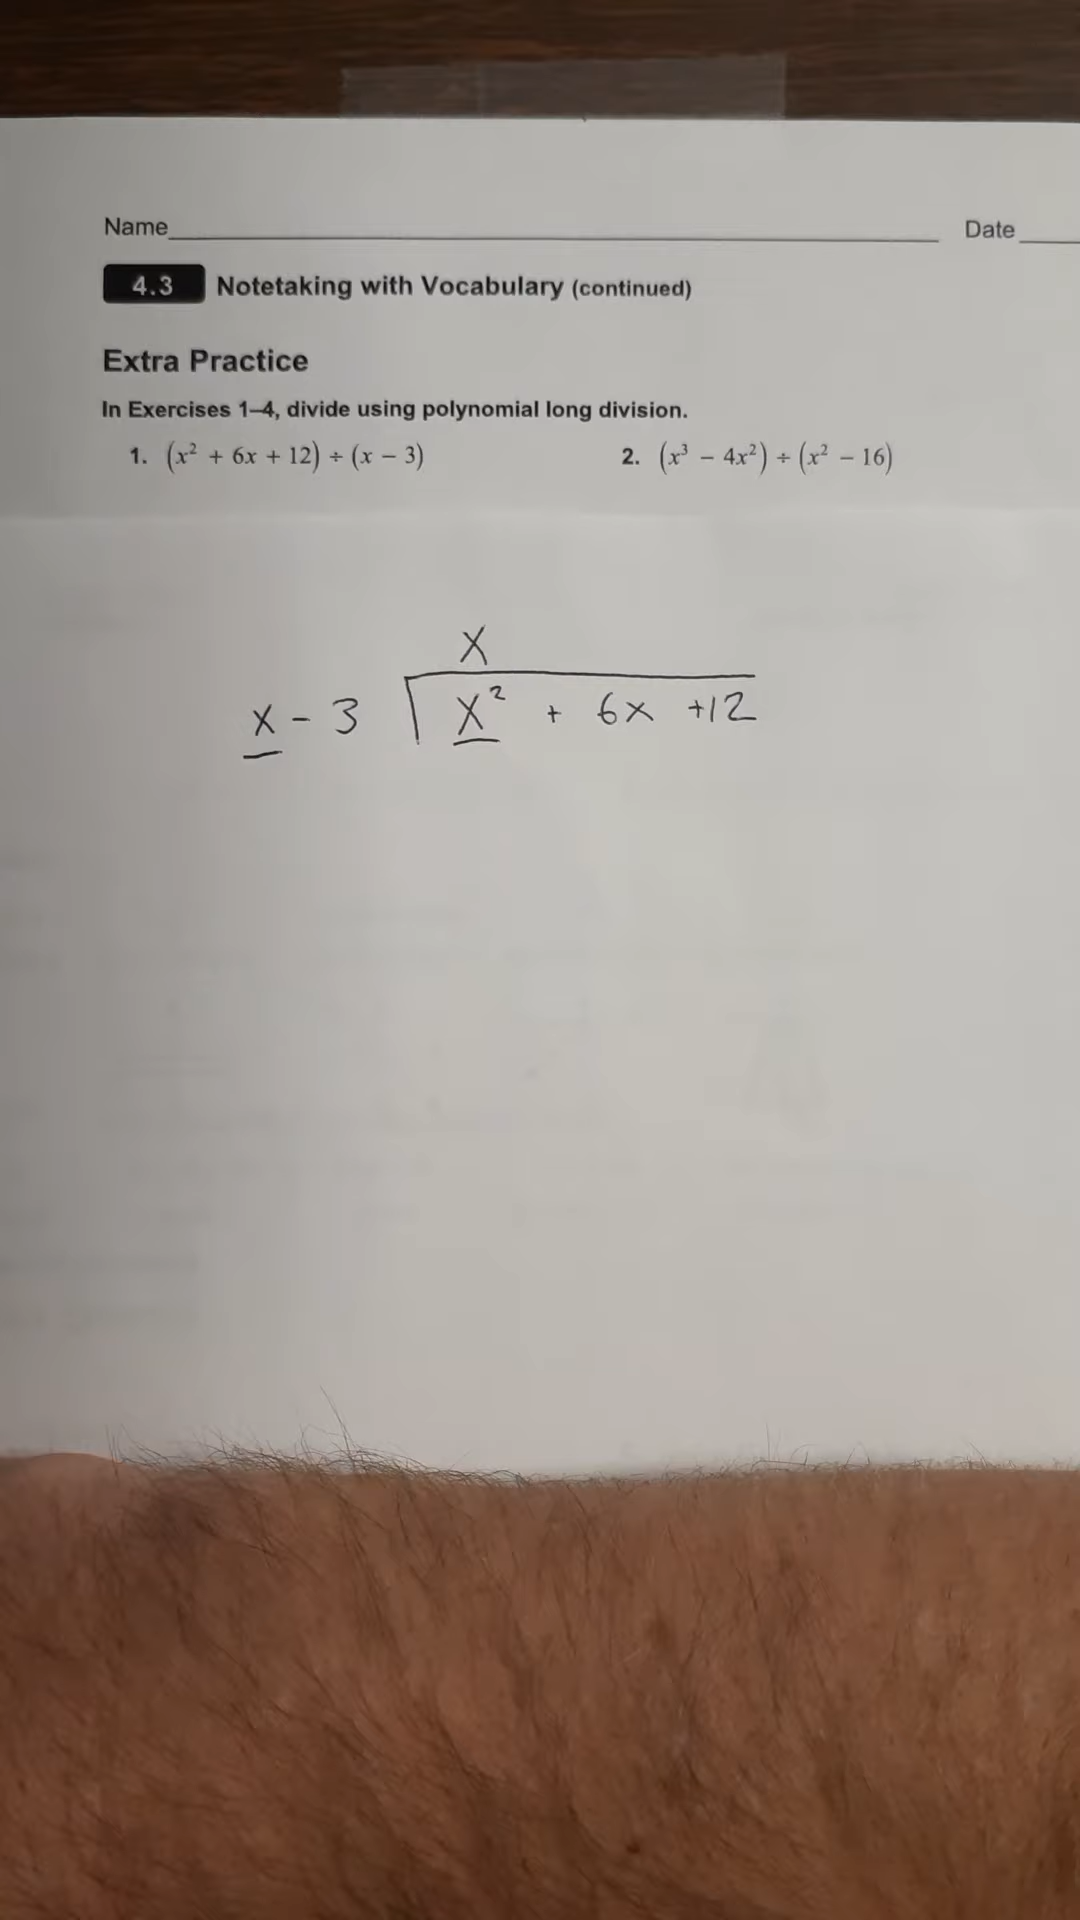 Name Date
4.3 Notetaking with Vocabulary (continued)
Extra Practice
In Exercises 1–4, divide using polynomial long division.
1. (x² + 6x + 12) ÷ (x − 3) 2. (x³ − 4x²) ÷ (x² − 16)
x
x - 3 x² + 6x +12